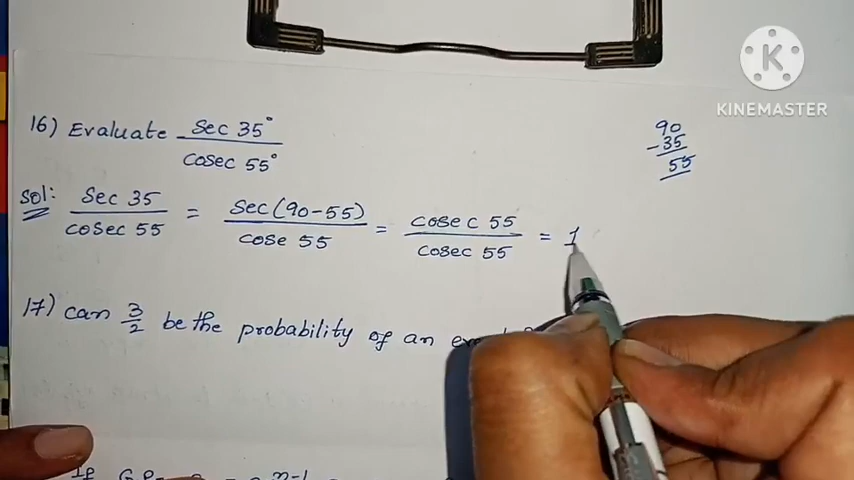 KINEMASTER
16) Evaluate sec 35° / cosec 55°
90
-35
55
Sol: Sec 35 / cosec 55 = sec(90-55) / cose 55 = cosec 55 / cosec 55 = 1
17) can 3/2 be the probability of an